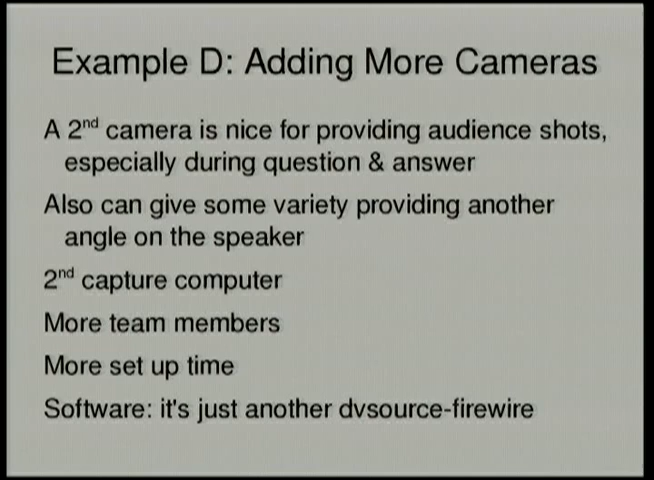 Example D: Adding More Cameras
A 2nd camera is nice for providing audience shots,
especially during question & answer
Also can give some variety providing another
angle on the speaker
2nd capture computer
More team members
More set up time
Software: it's just another dvsource-firewire